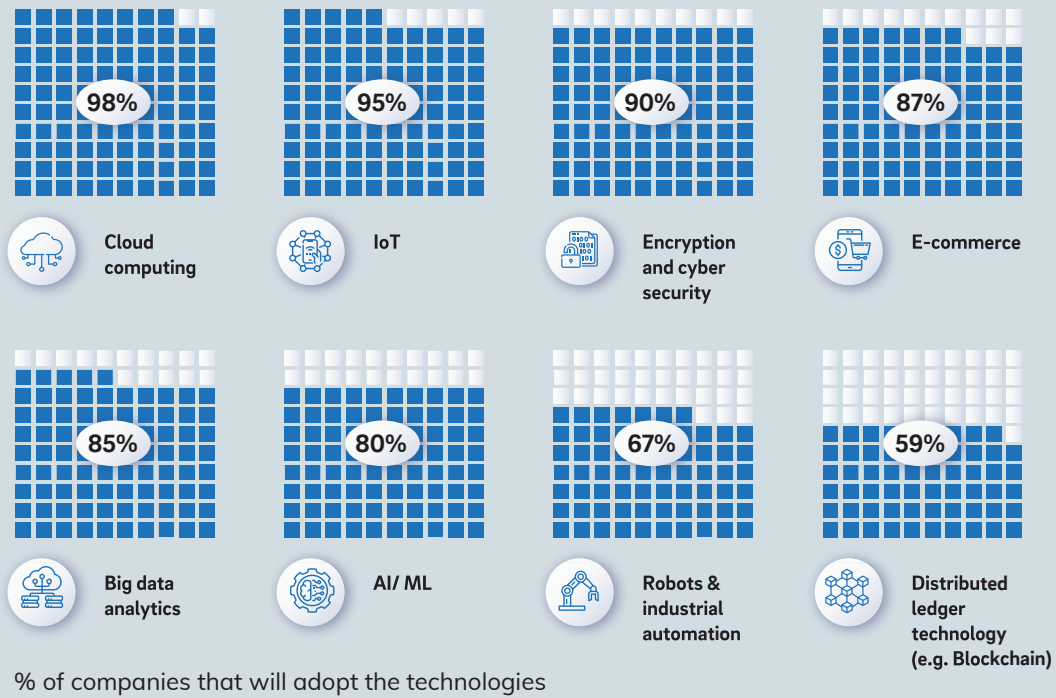 98%
95%
90%
87%
Cloud
computing
IoT
Encryption
and cyber
security
E-commerce
85%
80%
67%
59%
Big data
analytics
AI/ ML
Robots &
industrial
automation
Distributed
ledger
technology
(e.g. Blockchain)
% of companies that will adopt the technologies